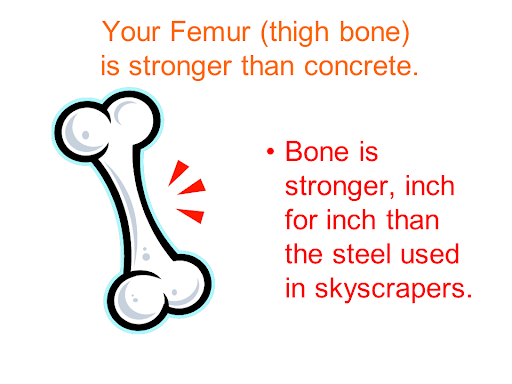 Your Femur (thigh bone)
is stronger than concrete.
• Bone is
stronger, inch
for inch than
the steel used
in skyscrapers.